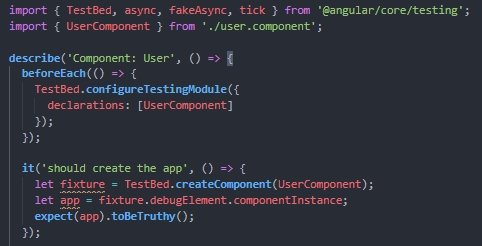 import { TestBed, async, fakeAsync, tick } from '@angular/core/testing';
import { UserComponent } from './user.component';
describe('Component: User', () => {
beforeEach(() => {
TestBed.configureTestingModule({
declarations: [UserComponent]
});
});
it('should create the app', () => {
let fixture = TestBed.createComponent(UserComponent);
let app = fixture.debugElement.componentInstance;
expect(app).toBeTruthy();
});